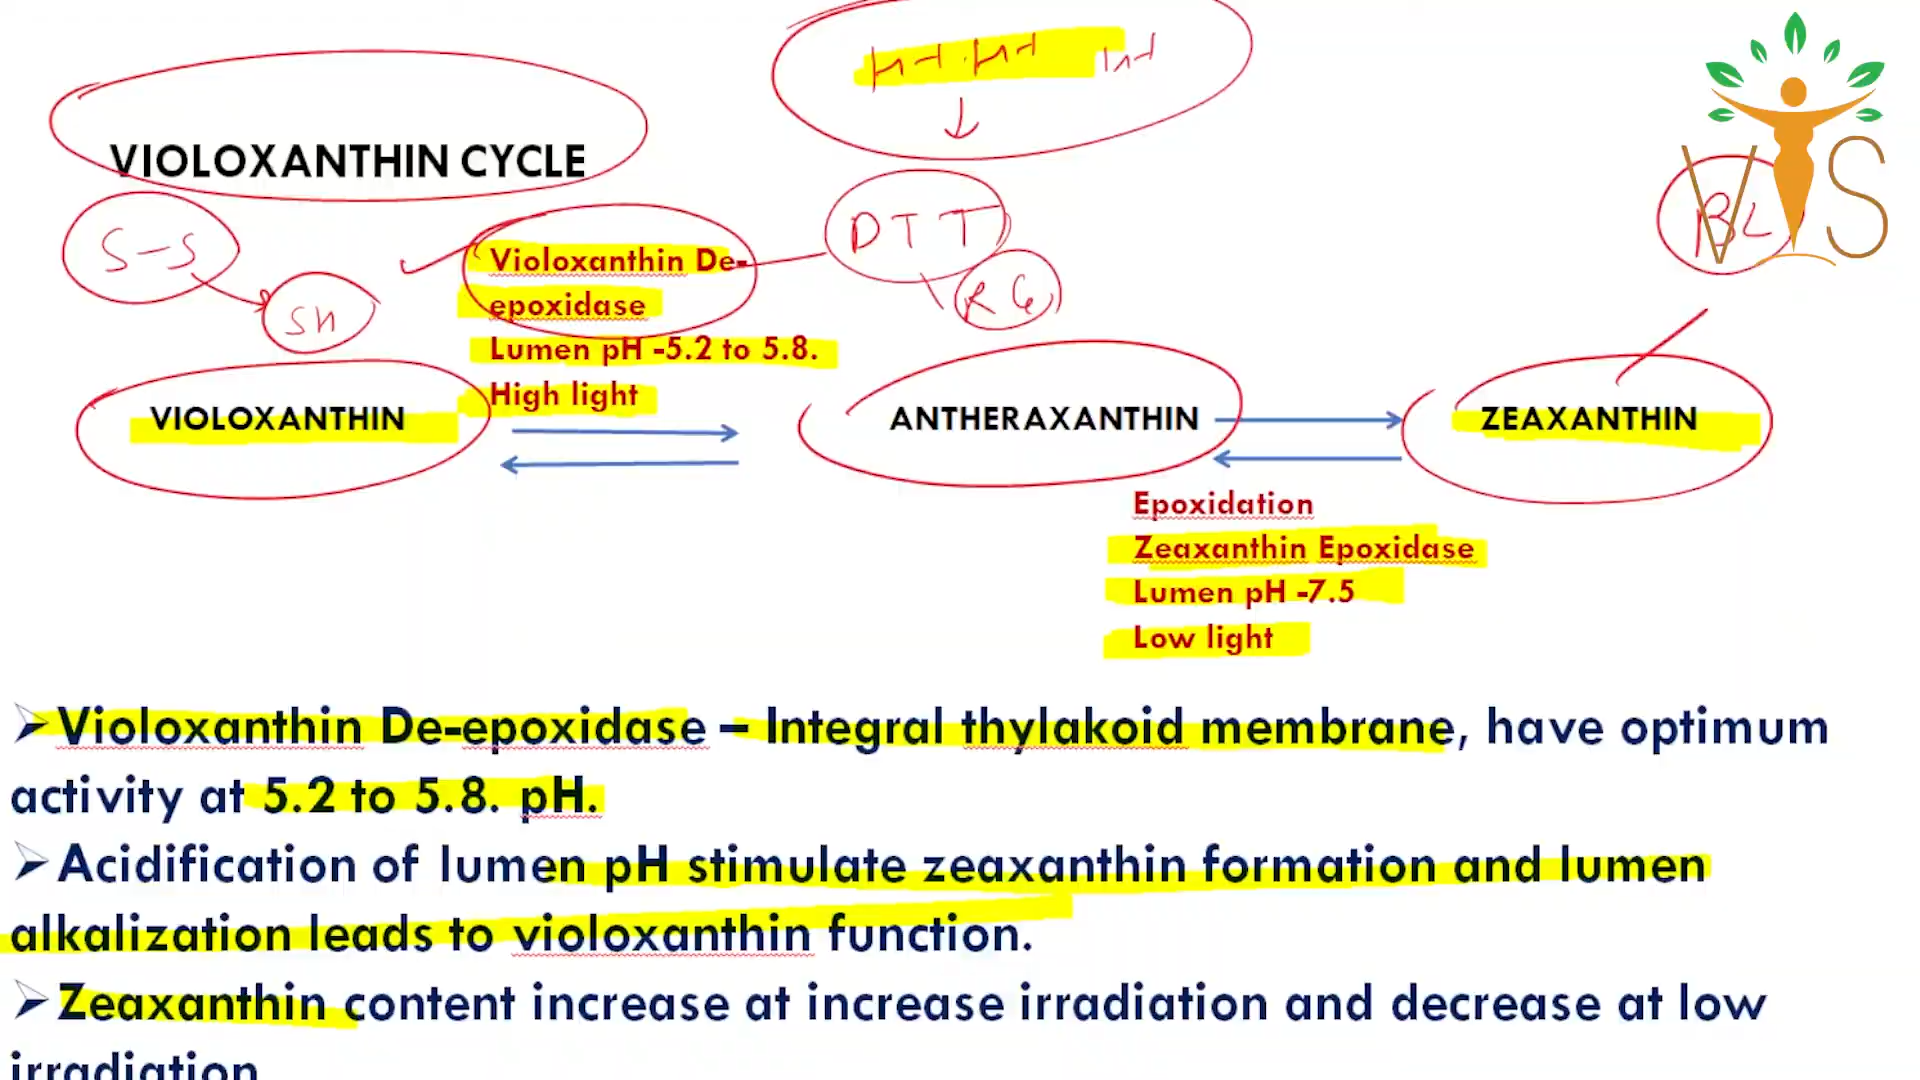 VIS
VIOLOXANTHIN CYCLE
S-S
SH
DTT
BL
Violoxanthin De-
epoxidase
Lumen pH -5.2 to 5.8.
High light
VIOLOXANTHIN
ANTHERAXANTHIN
ZEAXANTHIN
Epoxidation
Zeaxanthin Epoxidase
Lumen pH -7.5
Low light
➢Violoxanthin De-epoxidase – Integral thylakoid membrane, have optimum
activity at 5.2 to 5.8. pH.
➢Acidification of lumen pH stimulate zeaxanthin formation and lumen
alkalization leads to violoxanthin function.
➢Zeaxanthin content increase at increase irradiation and decrease at low
irradiation